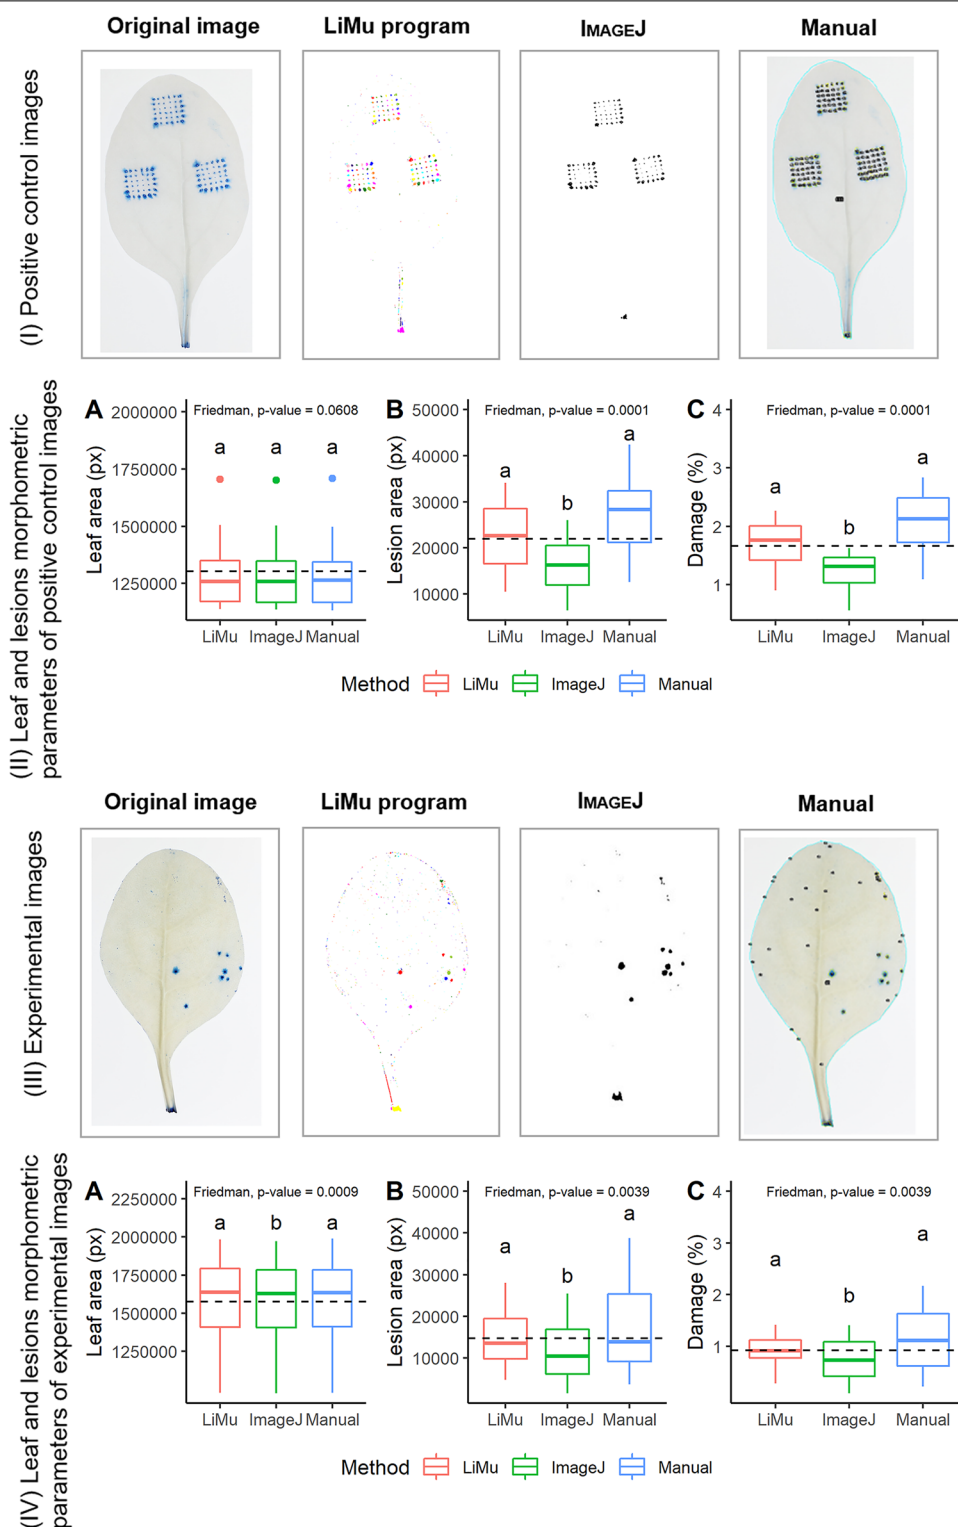 Original image
LiMu program
IMAGEJ
Manual
(I) Positive control images
(II) Leaf and lesions morphometric
parameters of positive control images
A
Friedman, p-value = 0.0608
Leaf area (px)
2000000
1750000
1500000
1250000
a
a
a
LiMu
ImageJ
Manual
B
Friedman, p-value = 0.0001
Lesion area (px)
50000
40000
30000
20000
10000
a
b
a
LiMu
ImageJ
Manual
C
Friedman, p-value = 0.0001
Damage (%)
4
3
2
1
a
b
a
LiMu
ImageJ
Manual
Method LiMu ImageJ Manual
Original image
LiMu program
IMAGEJ
Manual
(III) Experimental images
(IV) Leaf and lesions morphometric
parameters of experimental images
A
Friedman, p-value = 0.0009
Leaf area (px)
2250000
2000000
1750000
1500000
1250000
a
b
a
LiMu
ImageJ
Manual
B
Friedman, p-value = 0.0039
Lesion area (px)
50000
40000
30000
20000
10000
a
b
a
LiMu
ImageJ
Manual
C
Friedman, p-value = 0.0039
Damage (%)
4
3
2
1
a
b
a
LiMu
ImageJ
Manual
Method LiMu ImageJ Manual